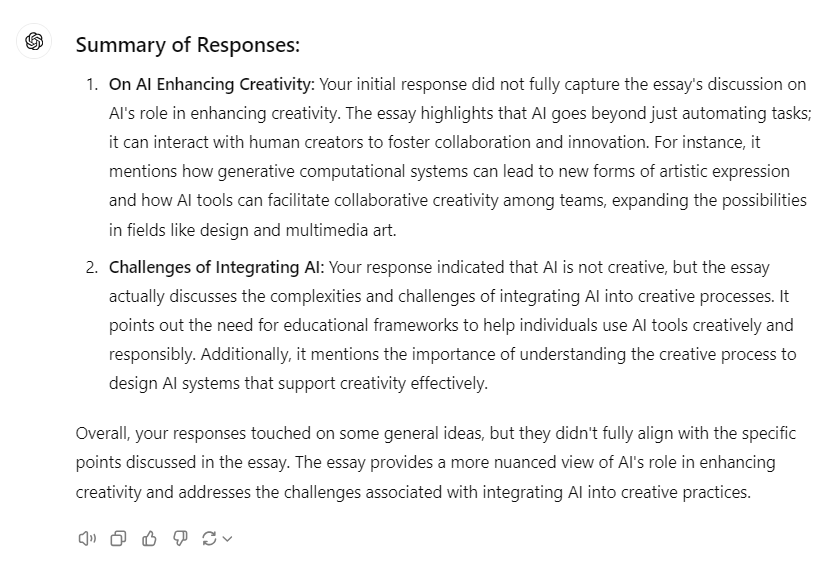 Summary of Responses:
1. On AI Enhancing Creativity: Your initial response did not fully capture the essay's discussion on
AI's role in enhancing creativity. The essay highlights that AI goes beyond just automating tasks;
it can interact with human creators to foster collaboration and innovation. For instance, it
mentions how generative computational systems can lead to new forms of artistic expression
and how AI tools can facilitate collaborative creativity among teams, expanding the possibilities
in fields like design and multimedia art.
2. Challenges of Integrating AI: Your response indicated that AI is not creative, but the essay
actually discusses the complexities and challenges of integrating AI into creative processes. It
points out the need for educational frameworks to help individuals use AI tools creatively and
responsibly. Additionally, it mentions the importance of understanding the creative process to
design AI systems that support creativity effectively.
Overall, your responses touched on some general ideas, but they didn't fully align with the specific
points discussed in the essay. The essay provides a more nuanced view of AI's role in enhancing
creativity and addresses the challenges associated with integrating AI into creative practices.